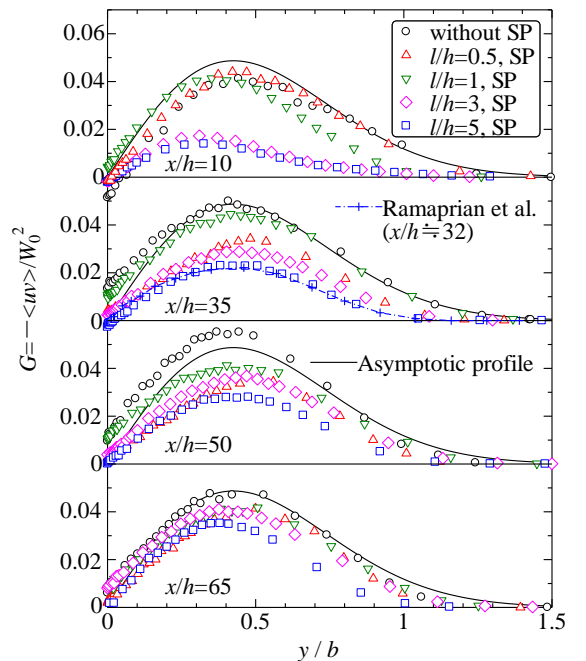 without SP
l/h=0.5, SP
l/h=1, SP
l/h=3, SP
l/h=5, SP
0.06
0.04
0.02
0
x/h=10
Ramaprian et al.
(x/h≒32)
0.04
0.02
0
x/h=35
G=−<uv>/W₀²
Asymptotic profile
0.04
0.02
0
x/h=50
0.04
0.02
0
x/h=65
0 0.5 1 1.5
y / b